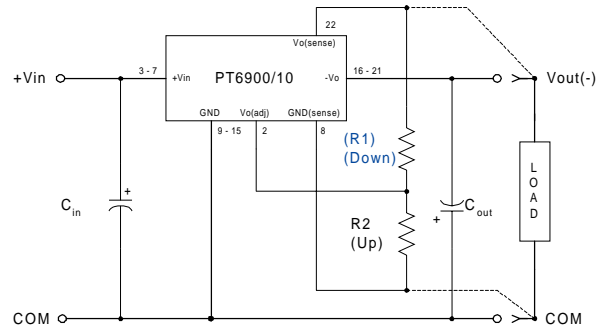 22
Vo(sense)
+Vin
3 - 7
+Vin
PT6900/10
-Vo
16 - 21
Vout(-)
GND
Vo(adj)
GND(sense)
9 - 15
2
8
(R1)
(Down)
LOAD
+
C in
R2
(Up)
+
C out
COM
COM